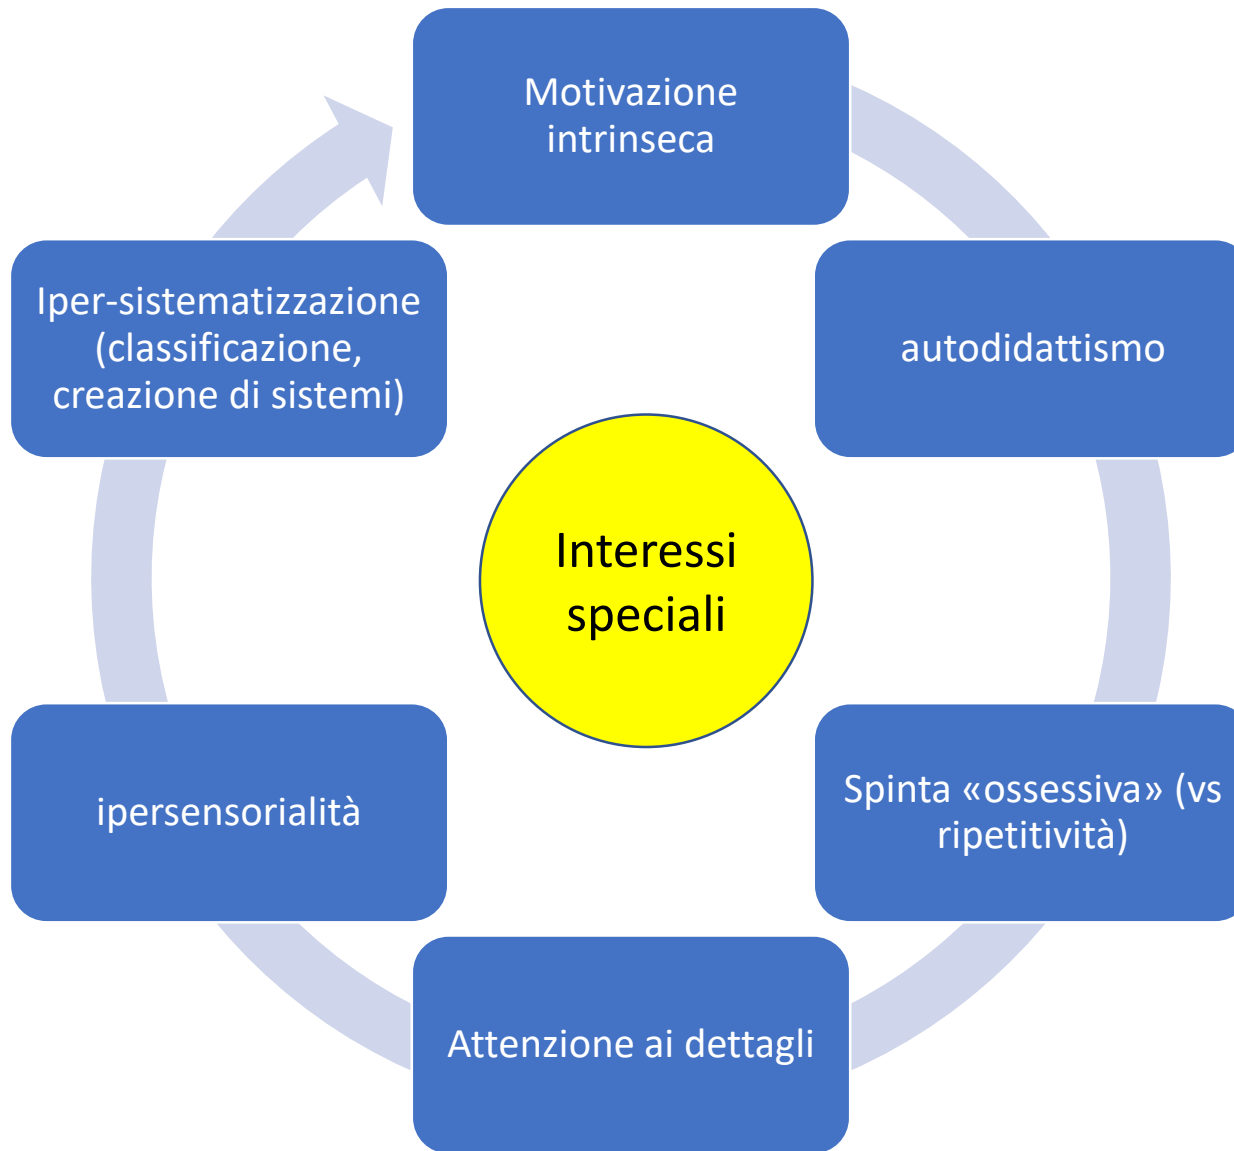 Motivazione
intrinseca
autodidattismo
Spinta «ossessiva» (vs
ripetitività)
Attenzione ai dettagli
ipersensorialità
Iper-sistematizzazione
(classificazione,
creazione di sistemi)
Interessi
speciali